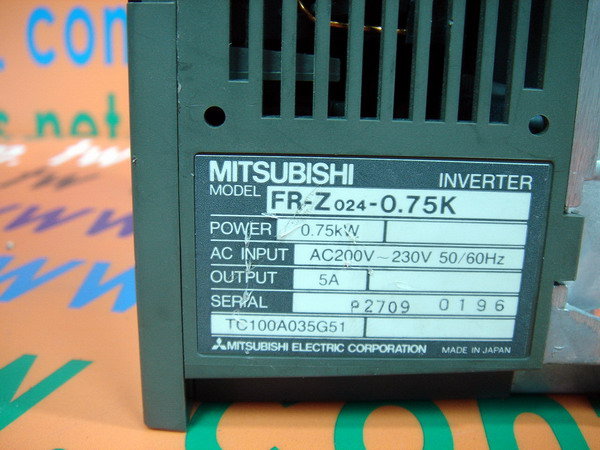 MITSUBISHI INVERTER
MODEL FR-Z024-0.75K
POWER 0.75kW
AC INPUT AC200V~230V 50/60Hz
OUTPUT 5A
SERIAL P2709 0196
TC100A035G51
MITSUBISHI ELECTRIC CORPORATION MADE IN JAPAN